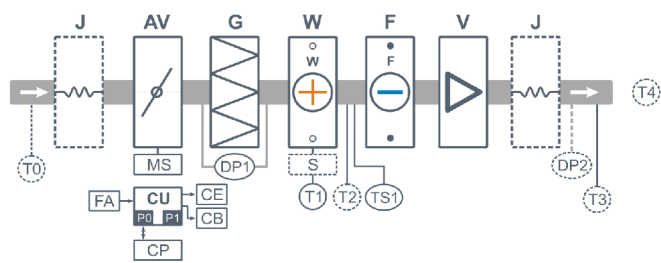 J AV G W F V J
W F
T4
T0 MS DP1 S DP2
T1 T2 TS1 T3
FA CU CE
P0 P1 CB
CP